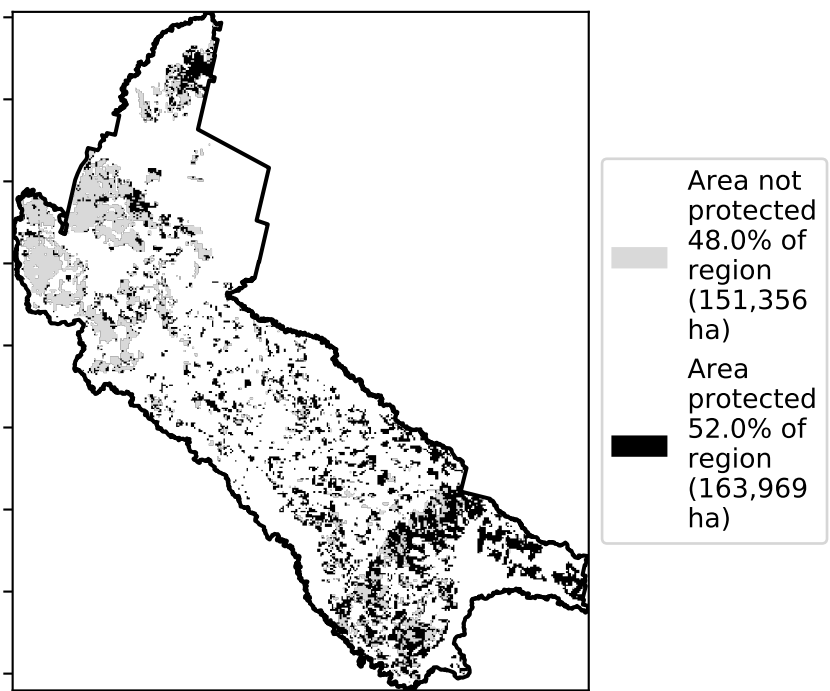 Area not
protected
48.0% of
region
(151,356
ha)
Area
protected
52.0% of
region
(163,969
ha)